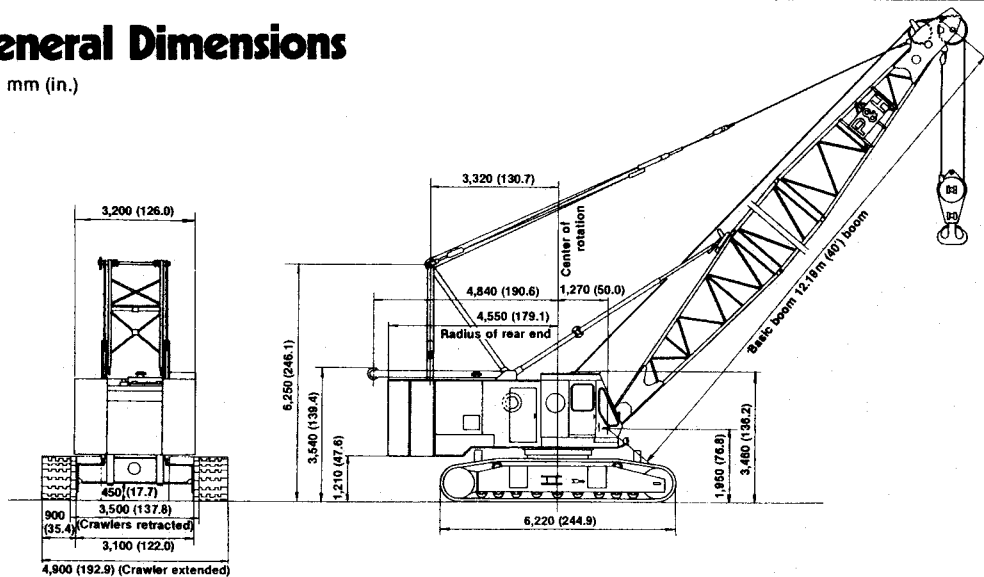 eneral Dimensions
mm (in.)
P&H
3,320 (130.7)
3,200 (126.0)
Center of
rotation
4,840 (190.6)
1,270 (50.0)
4,550 (179.1)
Radius of rear end
Basic boom 12.19m (40') boom
6,250 (246.1)
3,540 (139.4)
1,210 (47.6)
1,950 (76.8)
3,460 (136.2)
450 (17.7)
900
(35.4)
3,500 (137.8)
(Crawlers retracted)
3,100 (122.0)
6,220 (244.9)
4,900 (192.9) (Crawler extended)